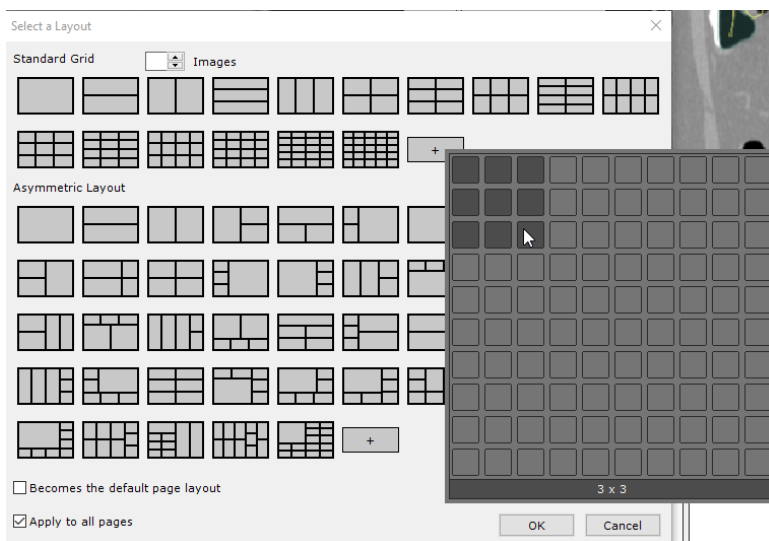 Select a Layout
Standard Grid
Images
+
Asymmetric Layout
+
3 x 3
Becomes the default page layout
Apply to all pages
OK
Cancel